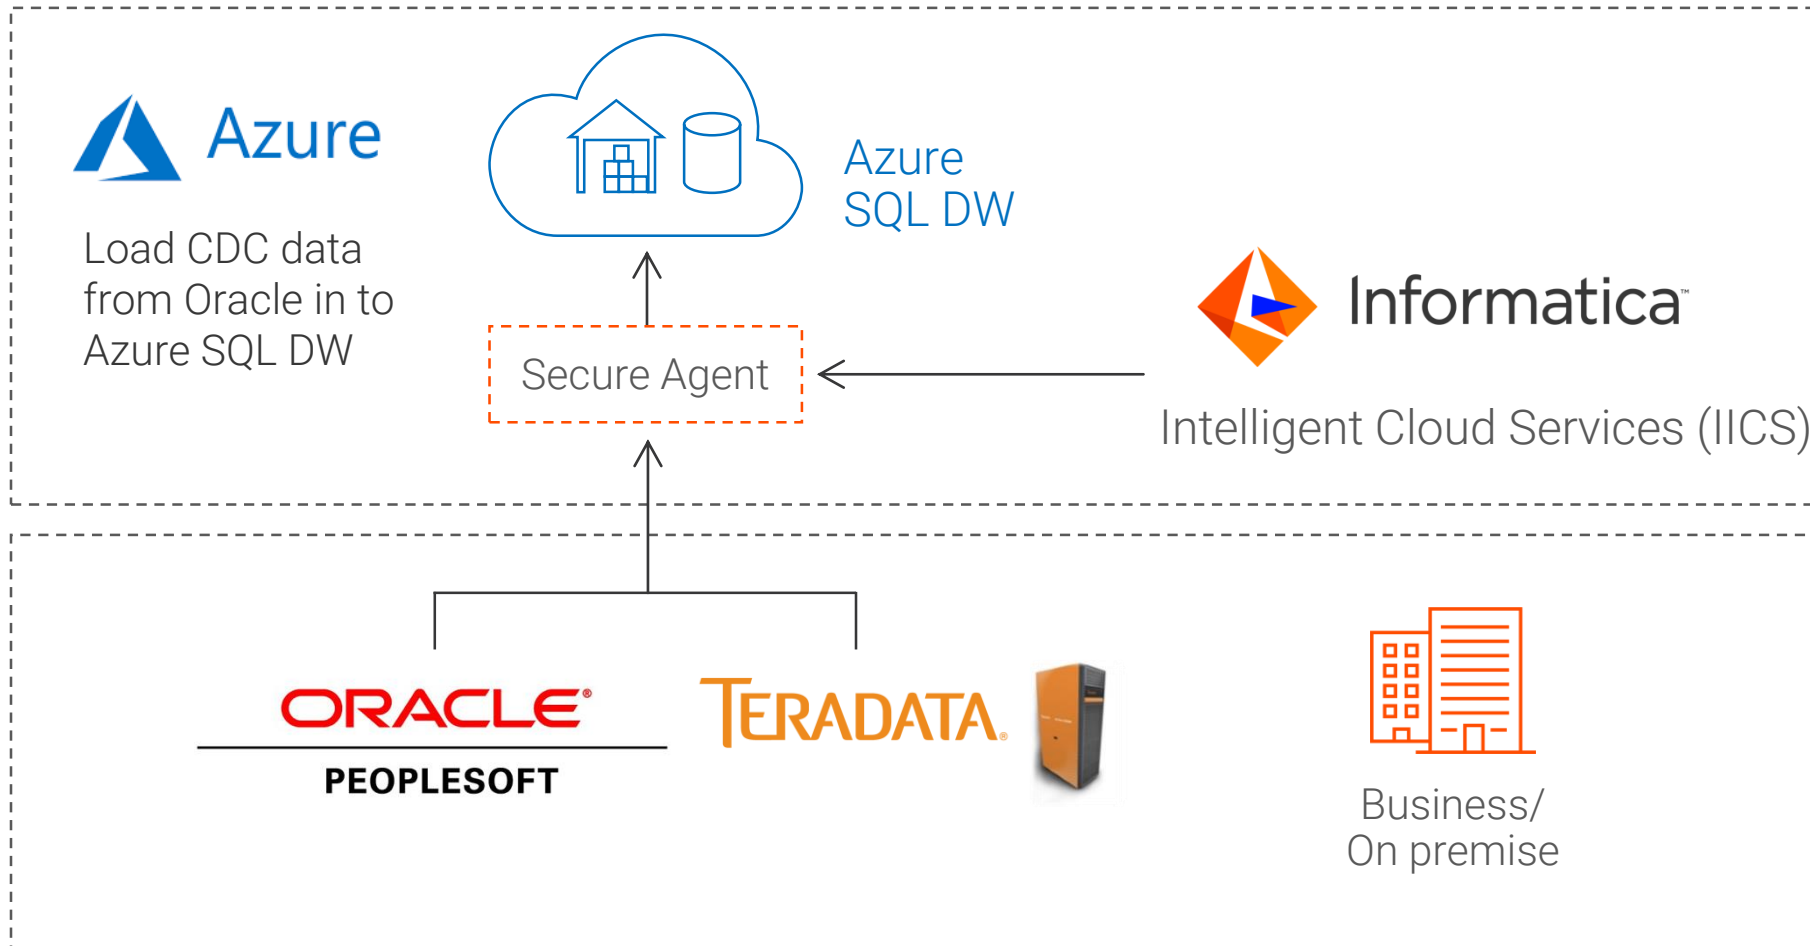 Azure
Load CDC data
from Oracle in to
Azure SQL DW
Azure
SQL DW
Secure Agent
Informatica™
Intelligent Cloud Services (IICS)
ORACLE®
PEOPLESOFT
TERADATA®
Business/
On premise